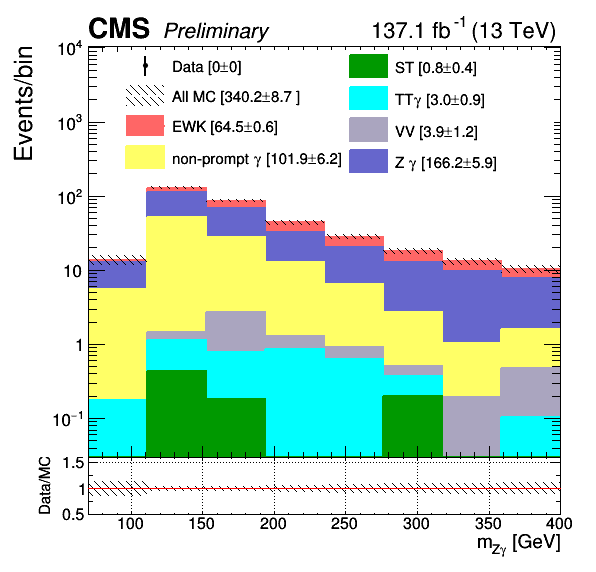 CMS Preliminary 137.1 fb⁻¹ (13 TeV)
Events/bin
Data [0±0]
All MC [340.2±8.7 ]
EWK [64.5±0.6]
non-prompt γ [101.9±6.2]
ST [0.8±0.4]
TTγ [3.0±0.9]
VV [3.9±1.2]
Z γ [166.2±5.9]
10⁴
10³
10²
10
1
10⁻¹
Data/MC
1.5
1
0.5
100 150 200 250 300 350 400
m_Zγ [GeV]